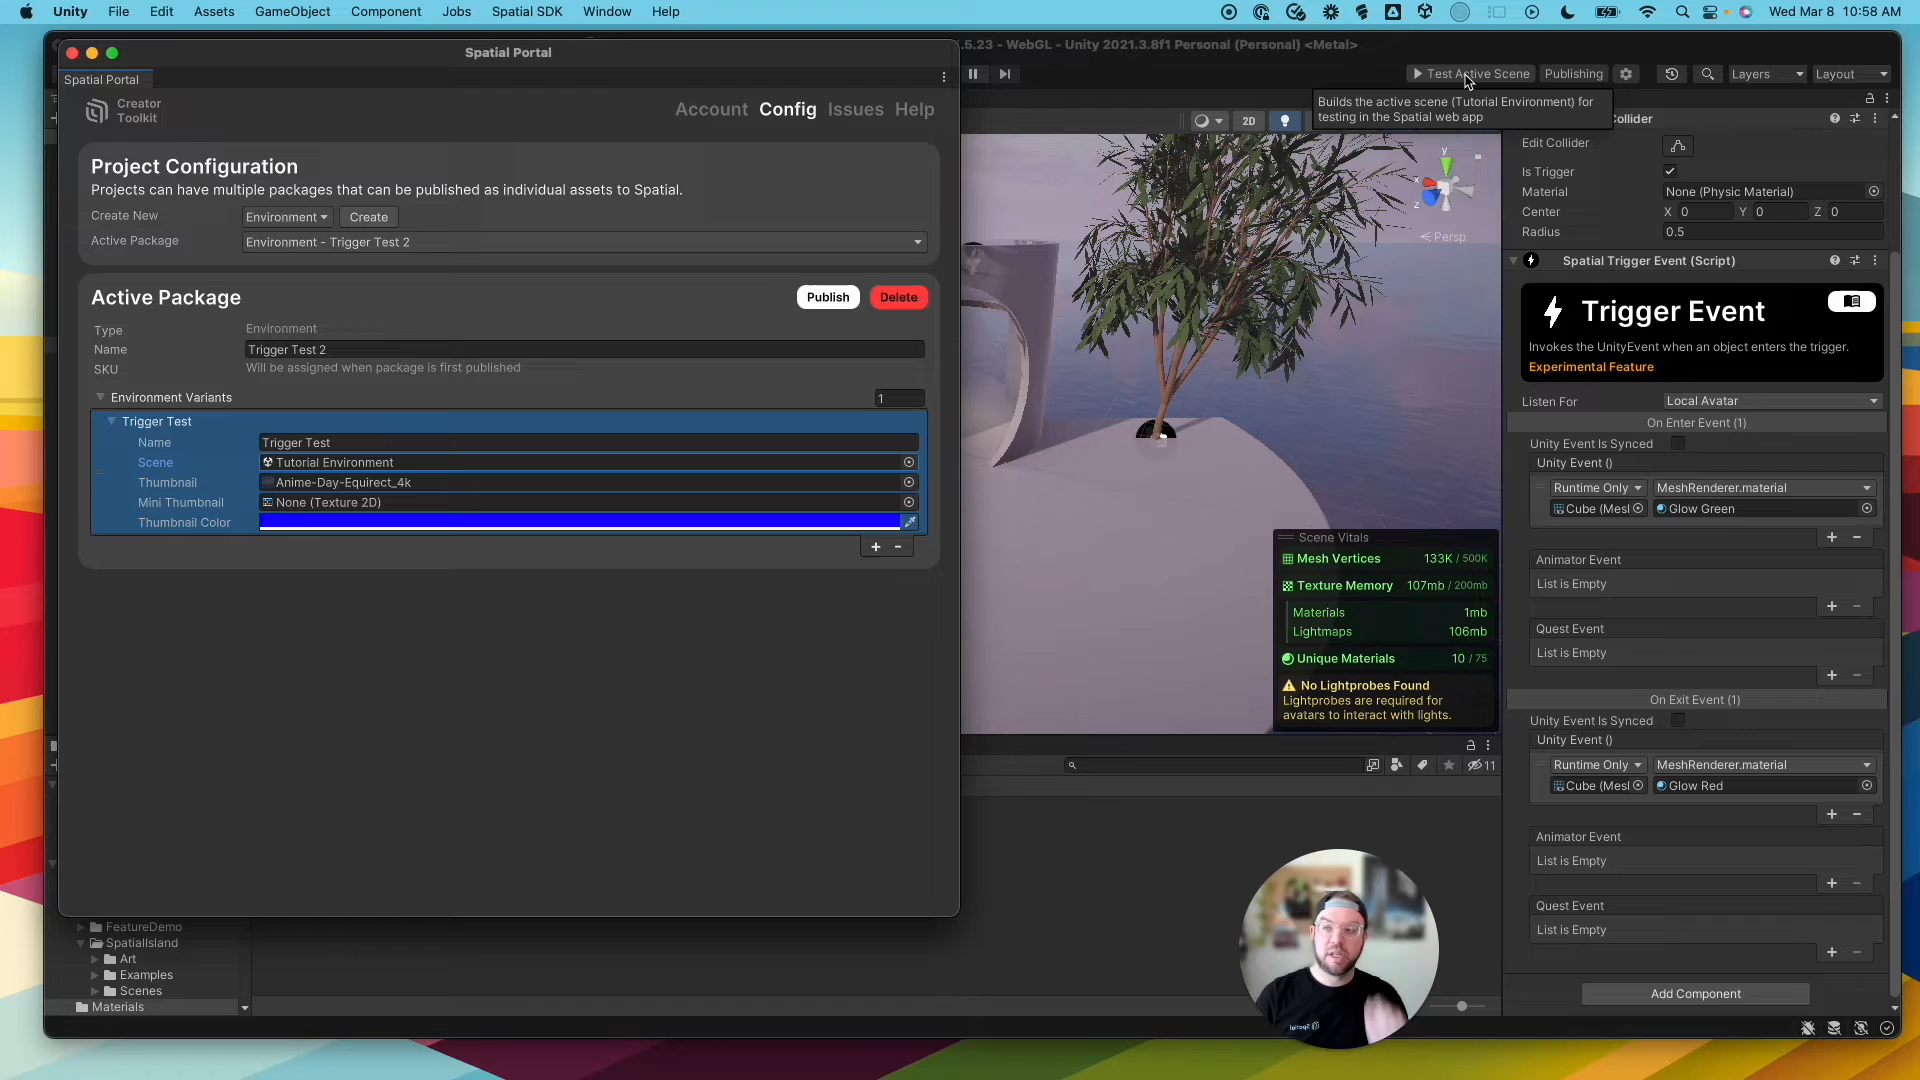 Unity File Edit Assets GameObject Component Jobs Spatial SDK Window Help
Wed Mar 8 10:58 AM
Spatial Portal
.5.23 - WebGL - Unity 2021.3.8f1 Personal (Personal) <Metal>
Spatial Portal
Test Active Scene
Publishing
Layers
Layout
Builds the active scene (Tutorial Environment) for
testing in the Spatial web app
Creator
Toolkit
Account Config Issues Help
Project Configuration
Projects can have multiple packages that can be published as individual assets to Spatial.
Create New
Environment
Create
Active Package
Environment - Trigger Test 2
Active Package
Publish
Delete
Type
Environment
Name
Trigger Test 2
SKU
Will be assigned when package is first published
Environment Variants
1
Trigger Test
Name
Trigger Test
Scene
Tutorial Environment
Thumbnail
Anime-Day-Equirect_4k
Mini Thumbnail
None (Texture 2D)
Thumbnail Color
+ -
2D
y
x
z
Persp
Scene Vitals
Mesh Vertices 133K / 500K
Texture Memory 107mb / 200mb
Materials 1mb
Lightmaps 106mb
Unique Materials 10 / 75
No Lightprobes Found
Lightprobes are required for
avatars to interact with lights.
11
Collider
Edit Collider
Is Trigger
Material
None (Physic Material)
Center
X 0 Y 0 Z 0
Radius
0.5
Spatial Trigger Event (Script)
Trigger Event
Invokes the UnityEvent when an object enters the trigger.
Experimental Feature
Listen For
Local Avatar
On Enter Event (1)
Unity Event Is Synced
Unity Event ()
Runtime Only
MeshRenderer.material
Cube (Mesl
Glow Green
+ -
Animator Event
List is Empty
+ -
Quest Event
List is Empty
+ -
On Exit Event (1)
Unity Event Is Synced
Unity Event ()
Runtime Only
MeshRenderer.material
Cube (Mesl
Glow Red
+ -
Animator Event
List is Empty
+ -
Quest Event
List is Empty
+ -
Add Component
FeatureDemo
SpatialIsland
Art
Examples
Scenes
Materials